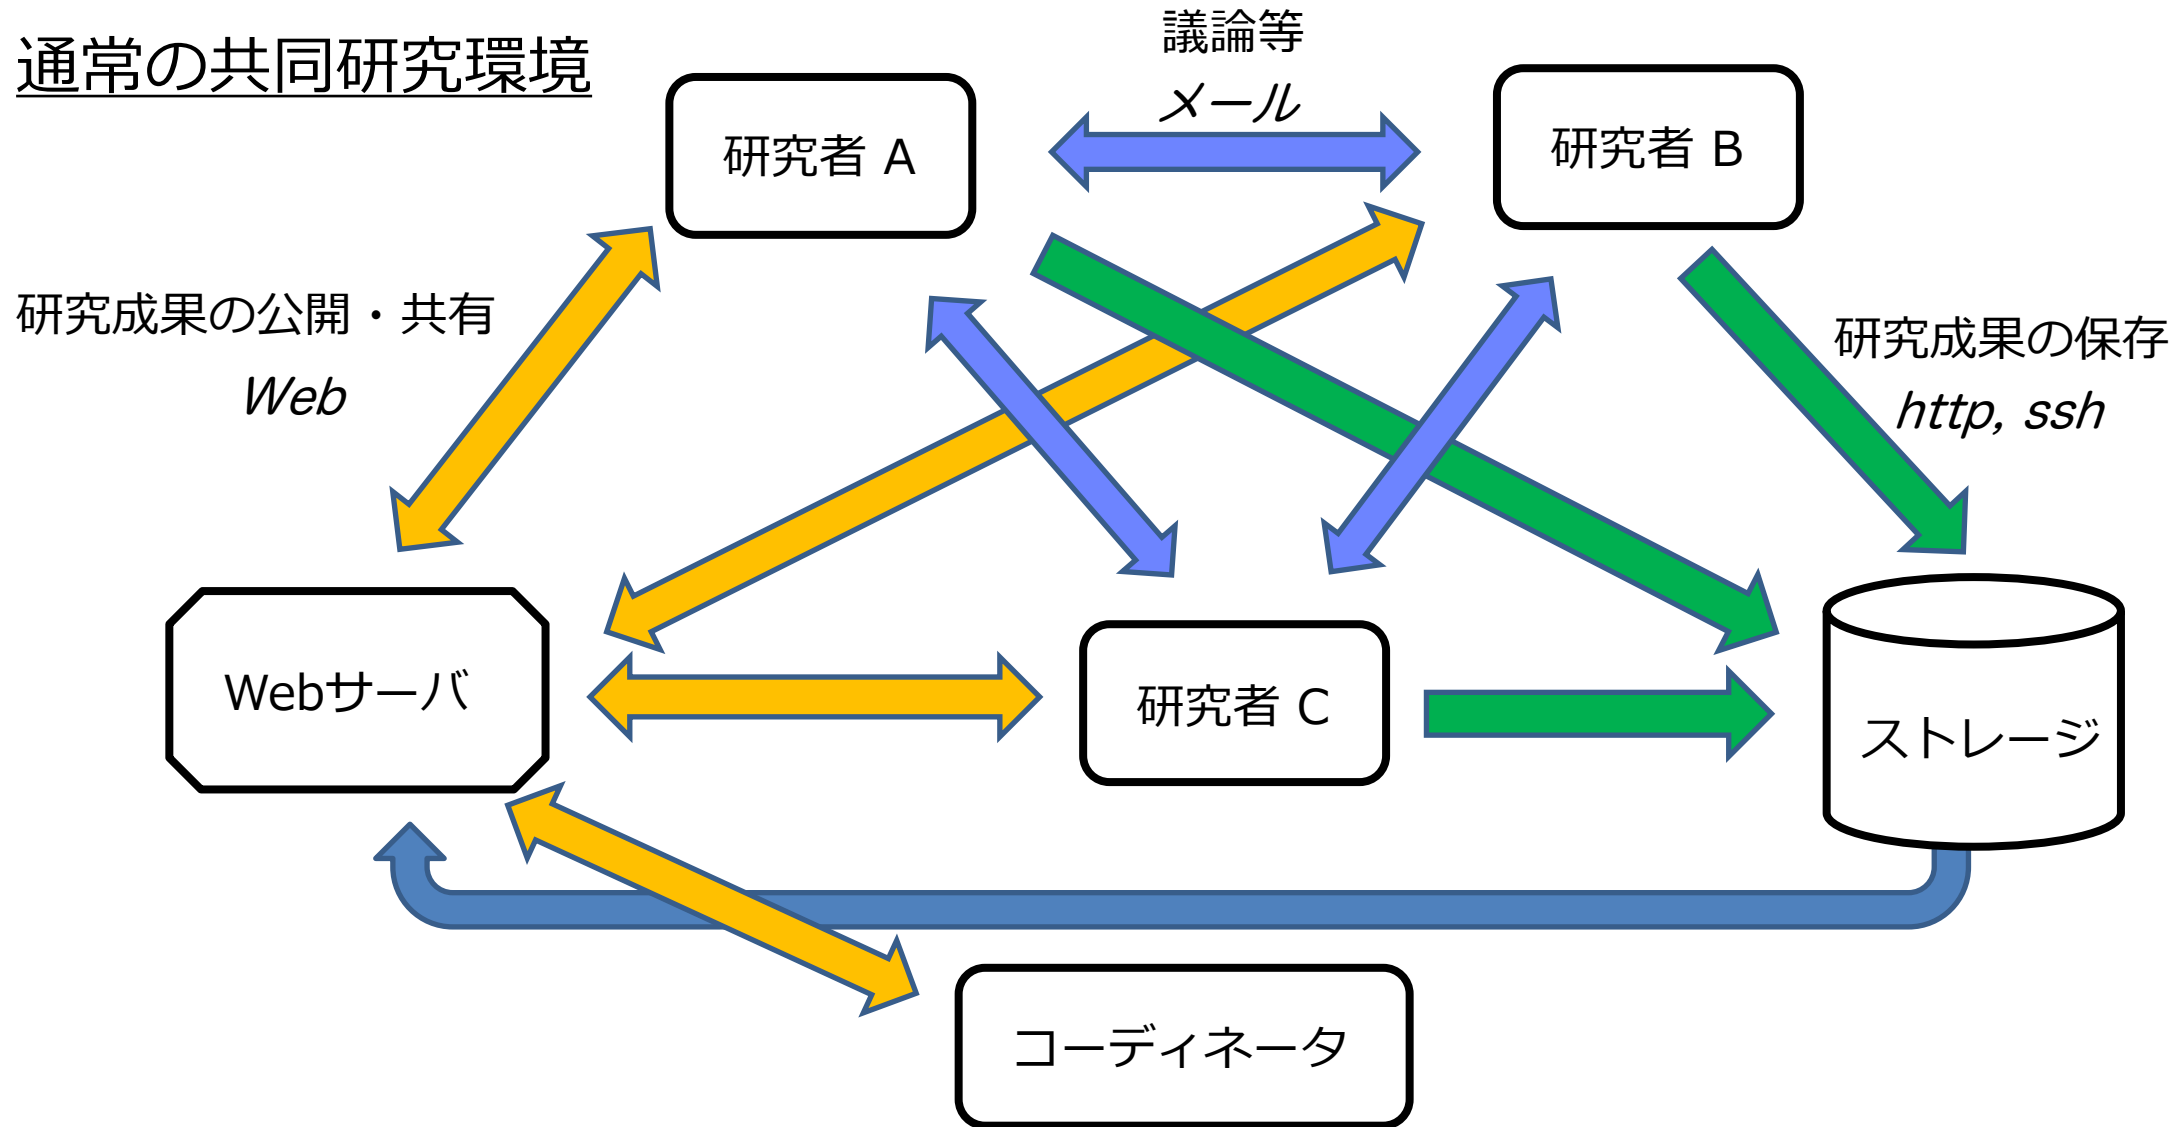 通常の共同研究環境
議論等
メール
研究者 A
研究者 B
研究成果の公開・共有
Web
研究成果の保存
http, ssh
Webサーバ
研究者 C
ストレージ
コーディネータ